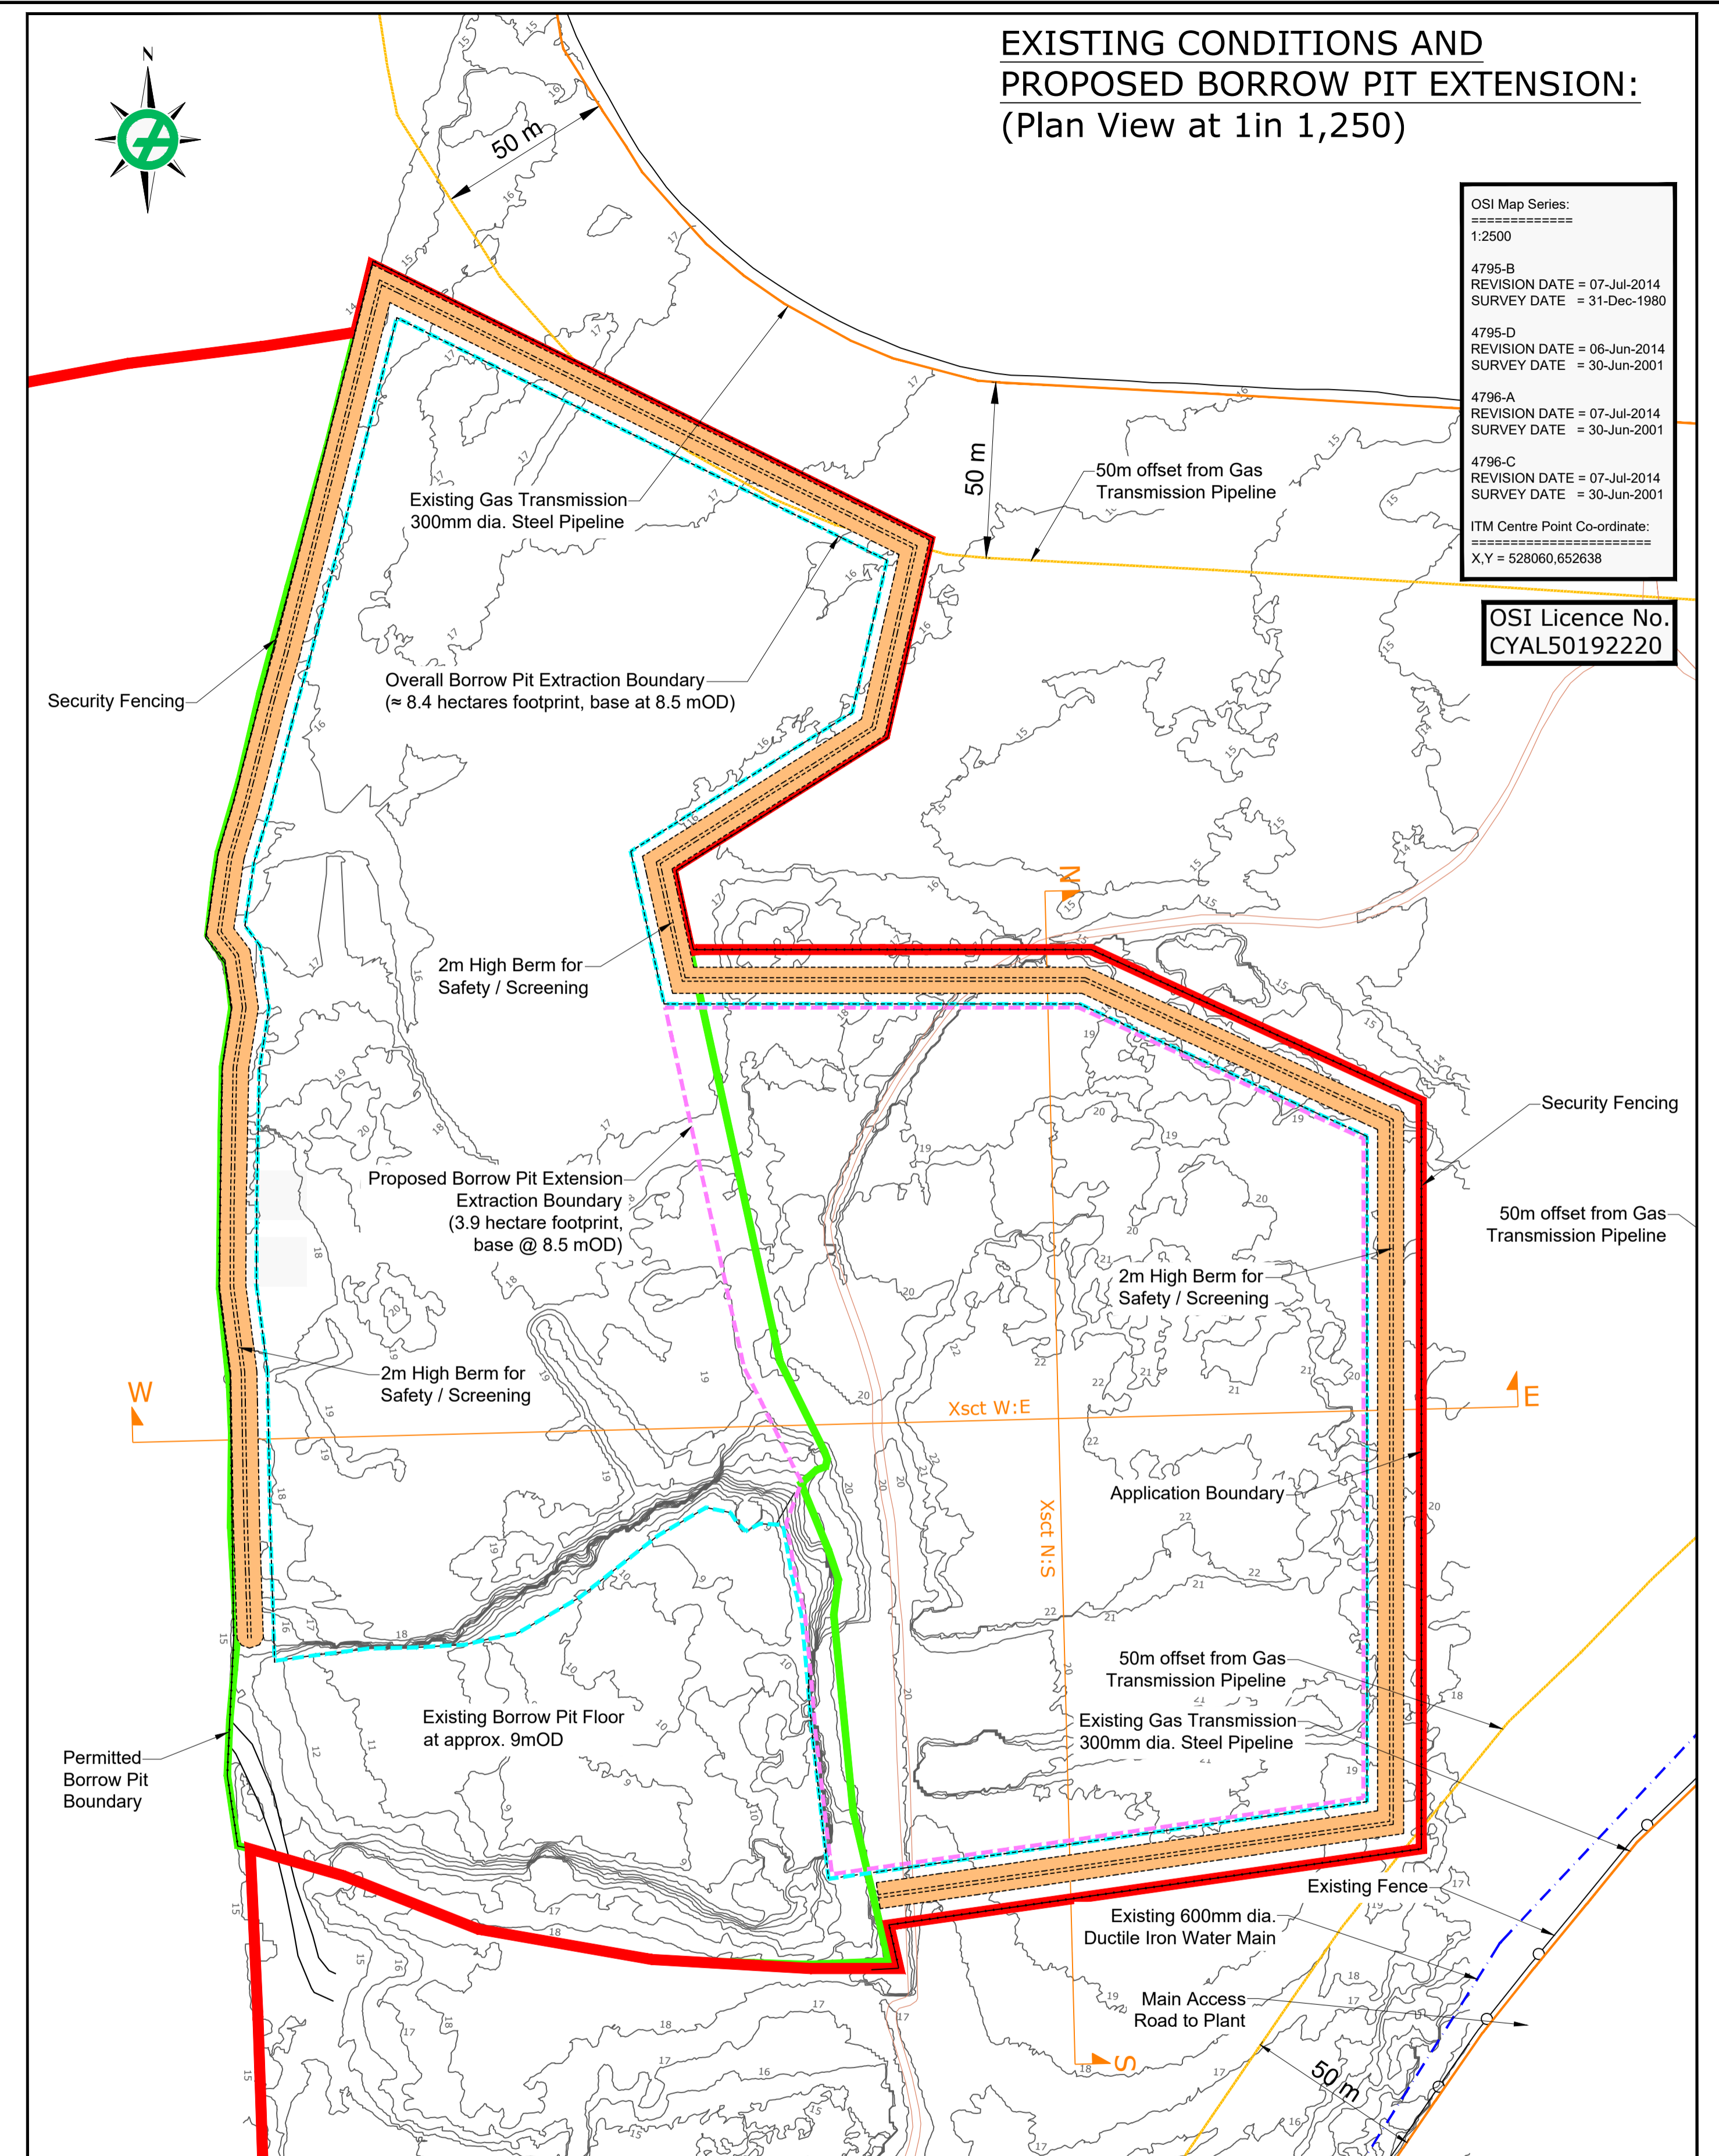 EXISTING CONDITIONS AND
PROPOSED BORROW PIT EXTENSION:
(Plan View at 1in 1,250)
N
50 m
OSI Map Series:
=============
1:2500
4795-B
REVISION DATE = 07-Jul-2014
SURVEY DATE = 31-Dec-1980
4795-D
REVISION DATE = 06-Jun-2014
SURVEY DATE = 30-Jun-2001
4796-A
REVISION DATE = 07-Jul-2014
SURVEY DATE = 30-Jun-2001
4796-C
REVISION DATE = 07-Jul-2014
SURVEY DATE = 30-Jun-2001
ITM Centre Point Co-ordinate:
=======================
X,Y = 528060,652638
OSI Licence No.
CYAL50192220
50 m
50m offset from Gas
Transmission Pipeline
Existing Gas Transmission
300mm dia. Steel Pipeline
Overall Borrow Pit Extraction Boundary
(≈ 8.4 hectares footprint, base at 8.5 mOD)
Security Fencing
N
2m High Berm for
Safety / Screening
Security Fencing
Proposed Borrow Pit Extension
Extraction Boundary
(3.9 hectare footprint,
base @ 8.5 mOD)
50m offset from Gas
Transmission Pipeline
2m High Berm for
Safety / Screening
2m High Berm for
Safety / Screening
W
Xsct W:E
E
Application Boundary
Xsct N:S
50m offset from Gas
Transmission Pipeline
Existing Borrow Pit Floor
at approx. 9mOD
Existing Gas Transmission
300mm dia. Steel Pipeline
Permitted
Borrow Pit
Boundary
Existing Fence
Existing 600mm dia.
Ductile Iron Water Main
Main Access
Road to Plant
S
50 m